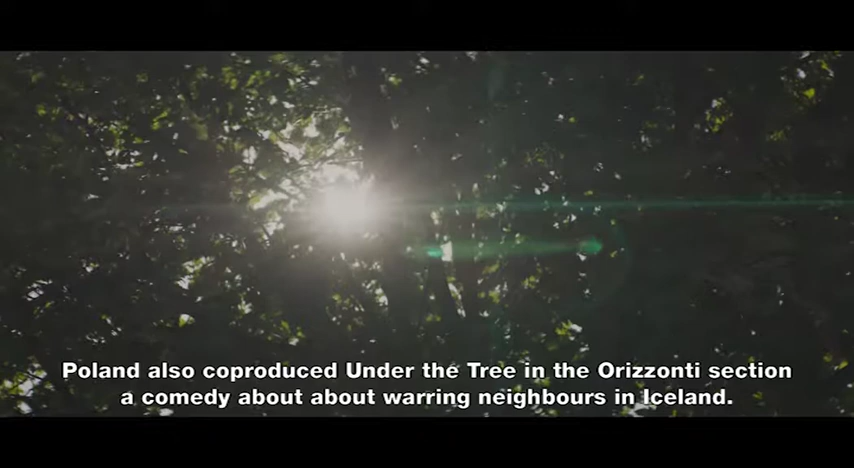 Poland also coproduced Under the Tree in the Orizzonti section
a comedy about about warring neighbours in Iceland.